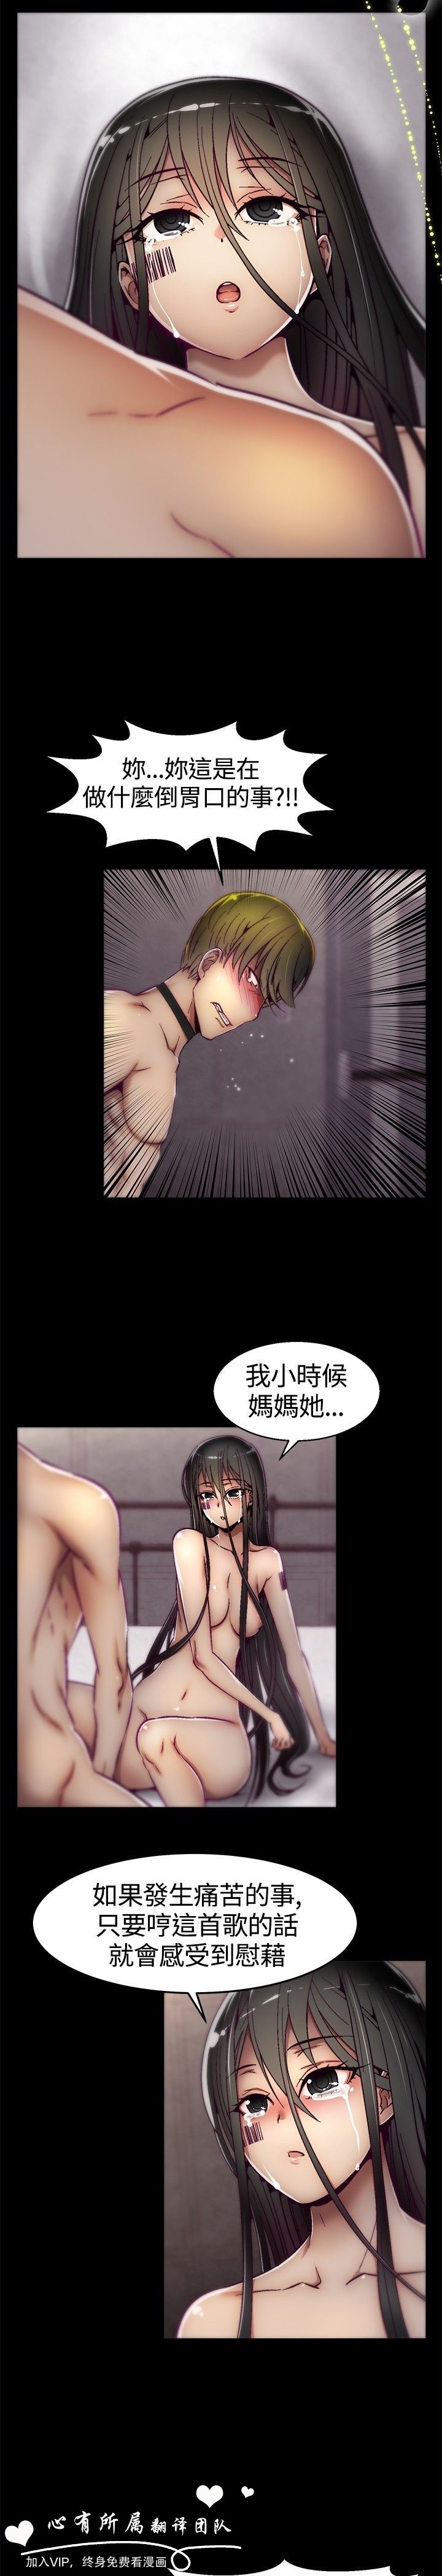 妳...妳這是在
做什麼倒胃口的事?!!
我小時候
媽媽她...
如果發生痛苦的事,
只要哼這首歌的話
就會感受到慰藉
心有所属翻译团队
加入VIP，终身免费看漫画